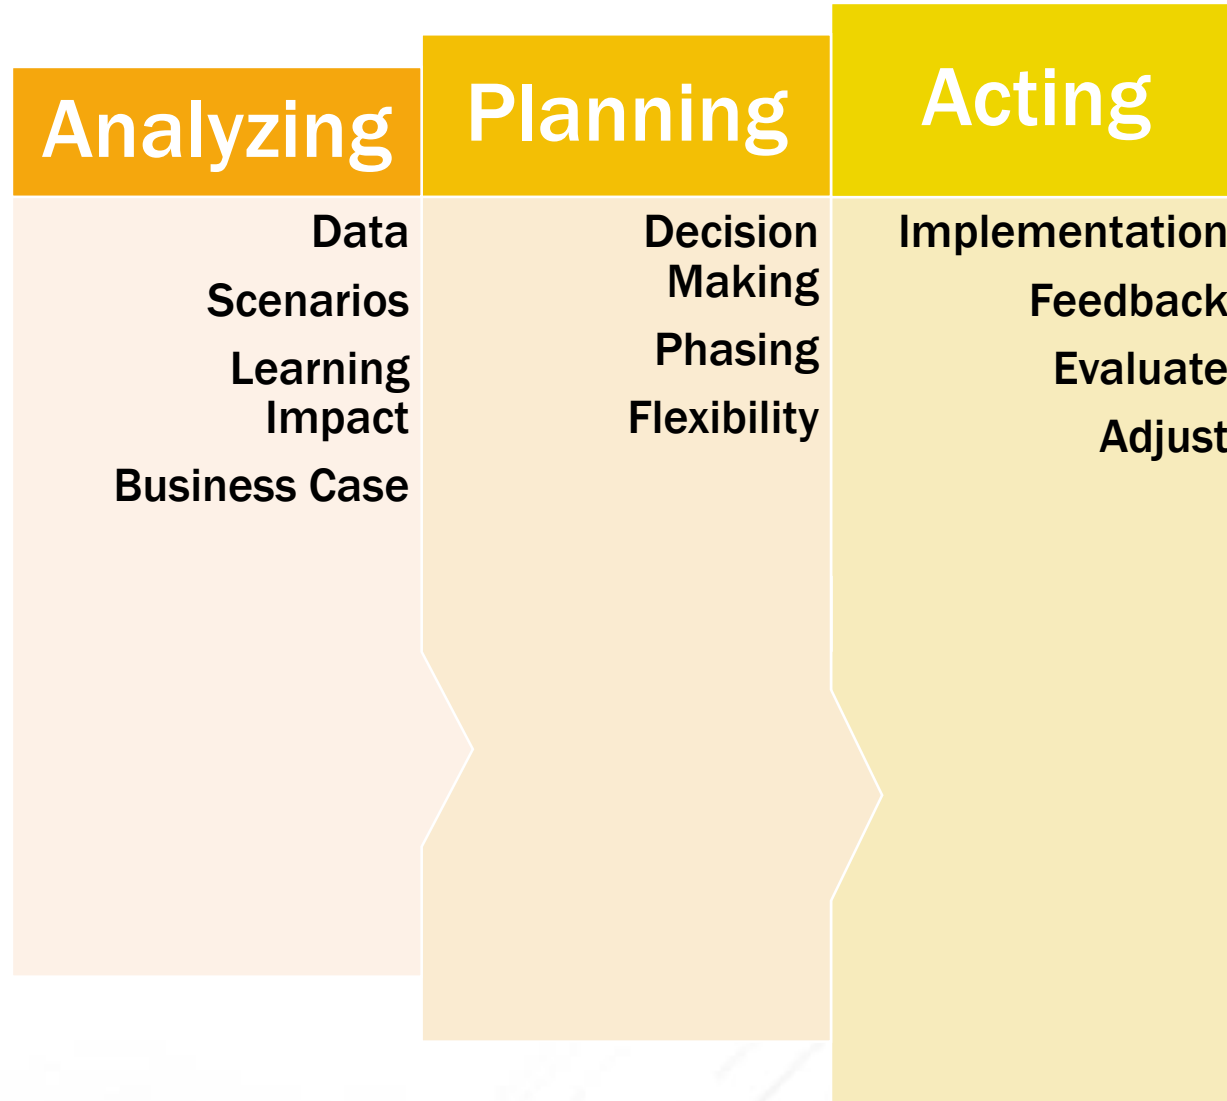 Analyzing
Data
Scenarios
Learning
Impact
Business Case
Planning
Decision
Making
Phasing
Flexibility
Acting
Implementation
Feedback
Evaluate
Adjust